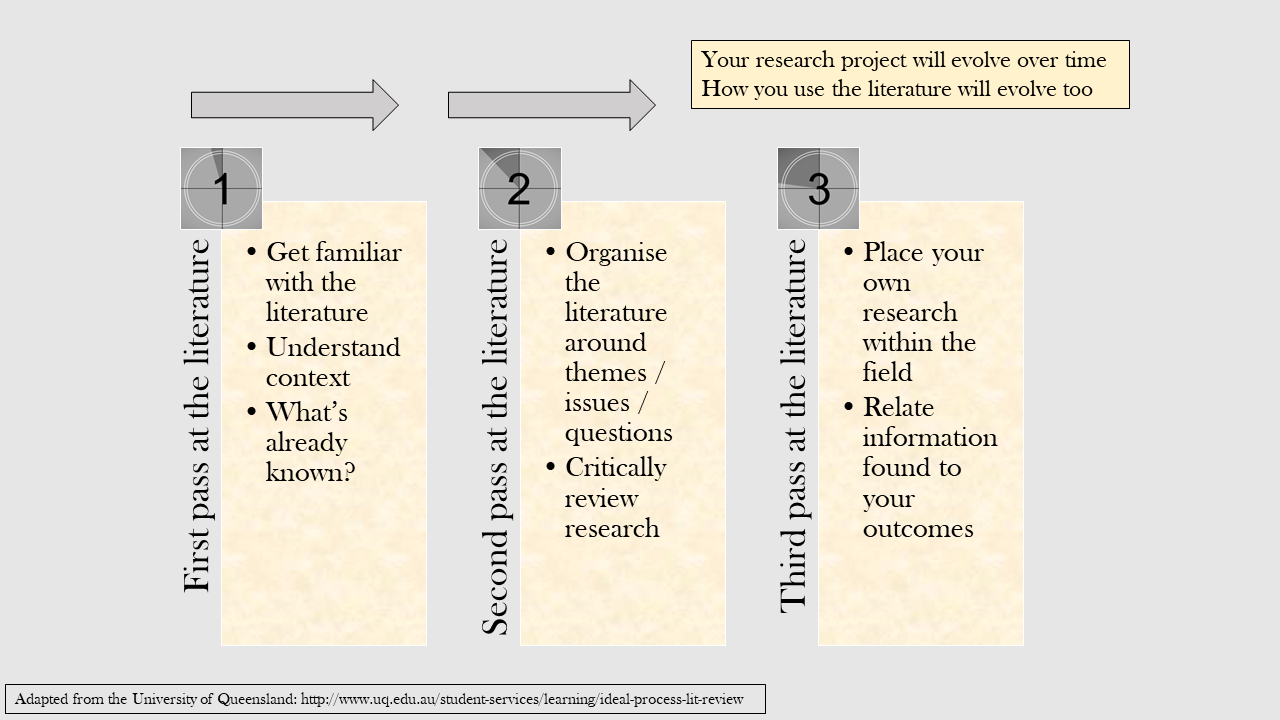 Your research project will evolve over time
How you use the literature will evolve too
1
First pass at the literature
• Get familiar
with the
literature
• Understand
context
• What’s
already
known?
2
Second pass at the literature
• Organise
the
literature
around
themes /
issues /
questions
• Critically
review
research
3
Third pass at the literature
• Place your
own
research
within the
field
• Relate
information
found to
your
outcomes
Adapted from the University of Queensland: http://www.uq.edu.au/student-services/learning/ideal-process-lit-review